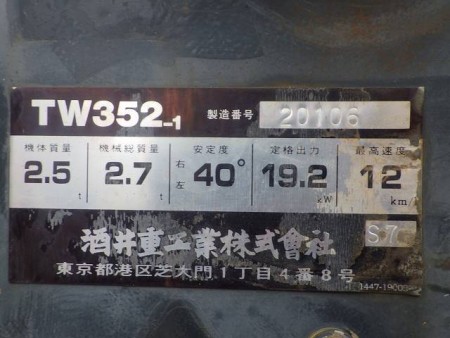 TW352-1 製造番号 20106
機体質量 機械総質量 安定度 定格出力 最高速度
2.5 t 2.7 t 右左 40° 19.2 kW 12 km
酒井重工業株式會社 S7
東京都港区芝大門1丁目4番8号